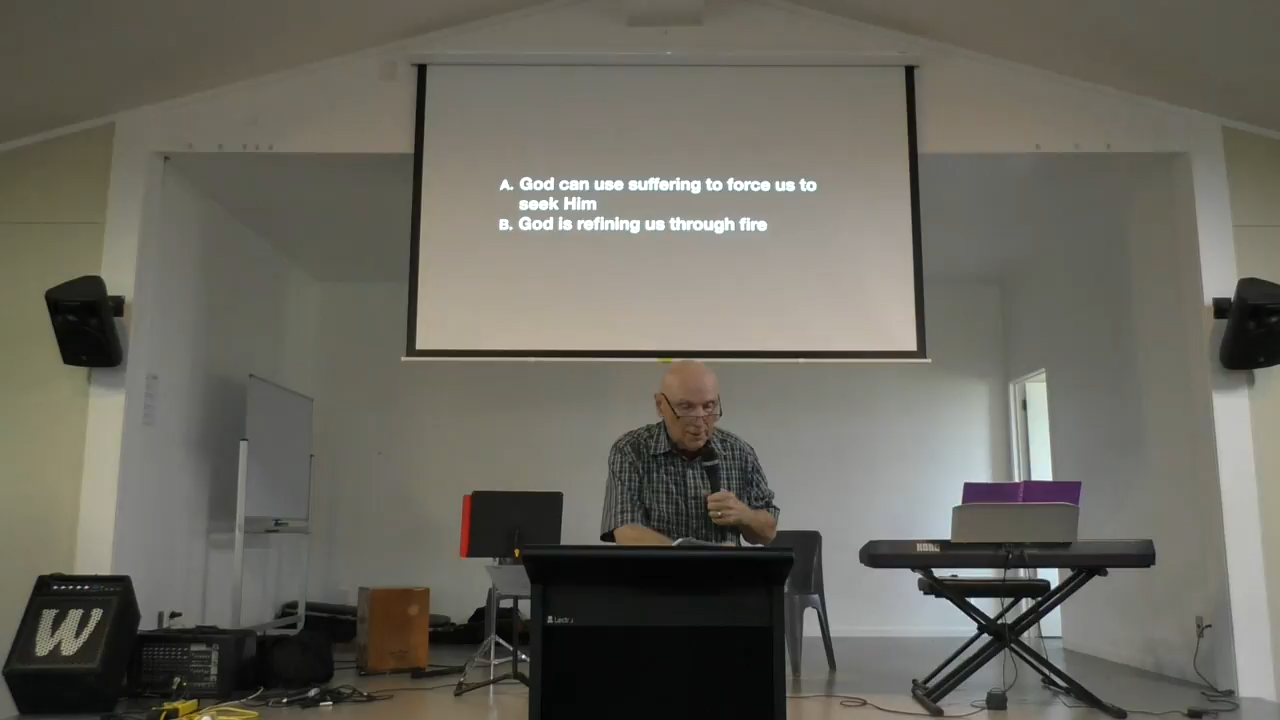 A. God can use suffering to force us to
seek Him
B. God is refining us through fire
W
KORG